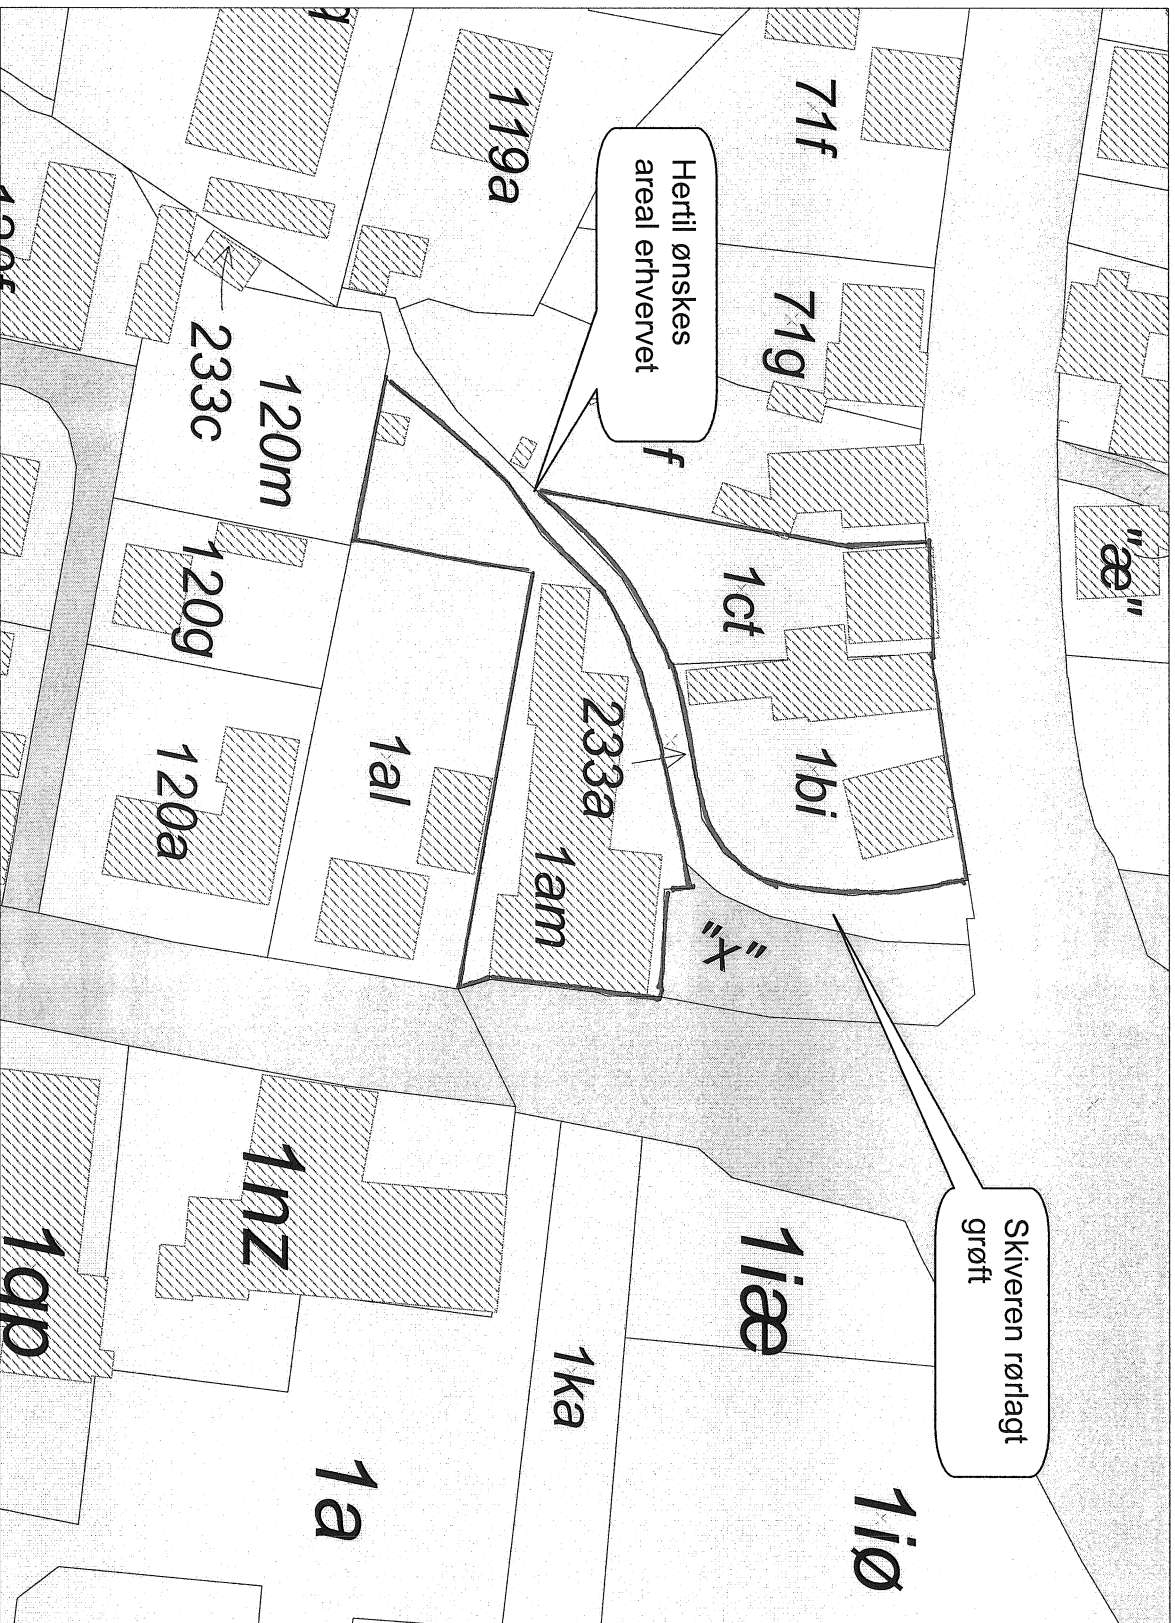 "æ"
71f
71g
f
1ct
1bi
119a
Hertil ønskes
areal erhvervet
233a
1am
"x"
Skiveren rørlagt
grøft
233c
120m
120g
1al
120a
1iæ
1iø
1ka
1nz
1a